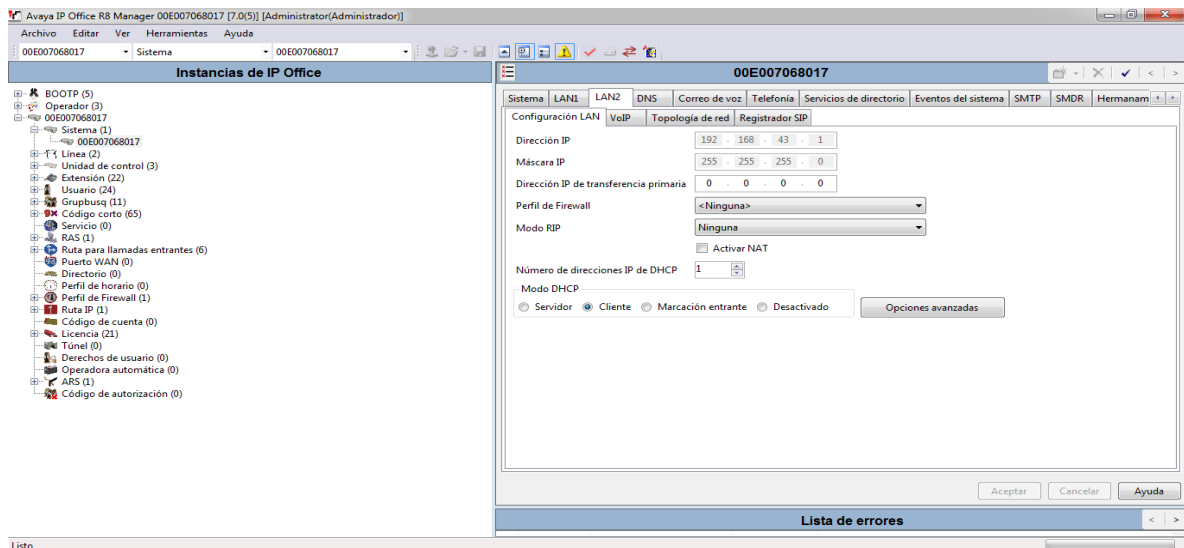 Avaya IP Office R8 Manager 00E007068017 [7.0(5)] [Administrator(Administrador)]
Archivo Editar Ver Herramientas Ayuda
00E007068017 Sistema 00E007068017
Instancias de IP Office
BOOTP (5)
Operador (3)
00E007068017
Sistema (1)
00E007068017
Línea (2)
Unidad de control (3)
Extensión (22)
Usuario (24)
Grupbusq (11)
Código corto (65)
Servicio (0)
RAS (1)
Ruta para llamadas entrantes (6)
Puerto WAN (0)
Directorio (0)
Perfil de horario (0)
Perfil de Firewall (1)
Ruta IP (1)
Código de cuenta (0)
Licencia (21)
Túnel (0)
Derechos de usuario (0)
Operadora automática (0)
ARS (1)
Código de autorización (0)
00E007068017
Sistema LAN1 LAN2 DNS Correo de voz Telefonía Servicios de directorio Eventos del sistema SMTP SMDR Hermanam
Configuración LAN VoIP Topología de red Registrador SIP
Dirección IP 192 . 168 . 43 . 1
Máscara IP 255 . 255 . 255 . 0
Dirección IP de transferencia primaria 0 . 0 . 0 . 0
Perfil de Firewall <Ninguna>
Modo RIP Ninguna
Activar NAT
Número de direcciones IP de DHCP 1
Modo DHCP
Servidor Cliente Marcación entrante Desactivado Opciones avanzadas
Aceptar Cancelar Ayuda
Lista de errores
Listo